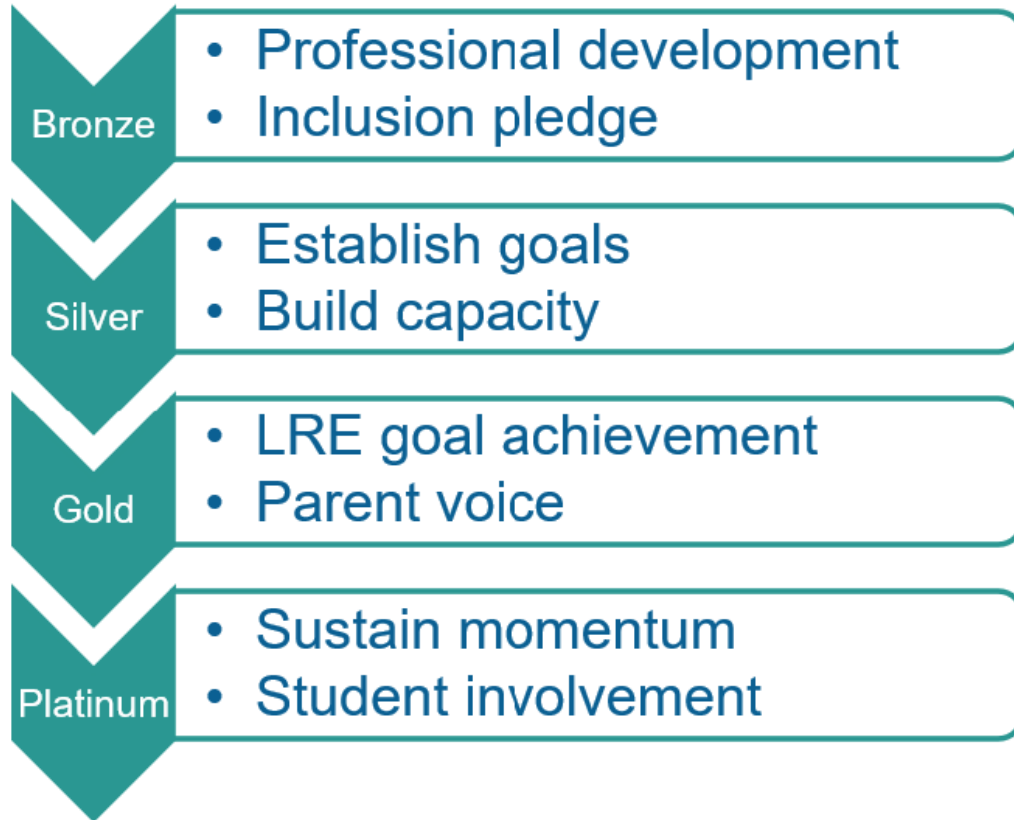 Bronze
• Professional development
• Inclusion pledge
Silver
• Establish goals
• Build capacity
Gold
• LRE goal achievement
• Parent voice
Platinum
• Sustain momentum
• Student involvement